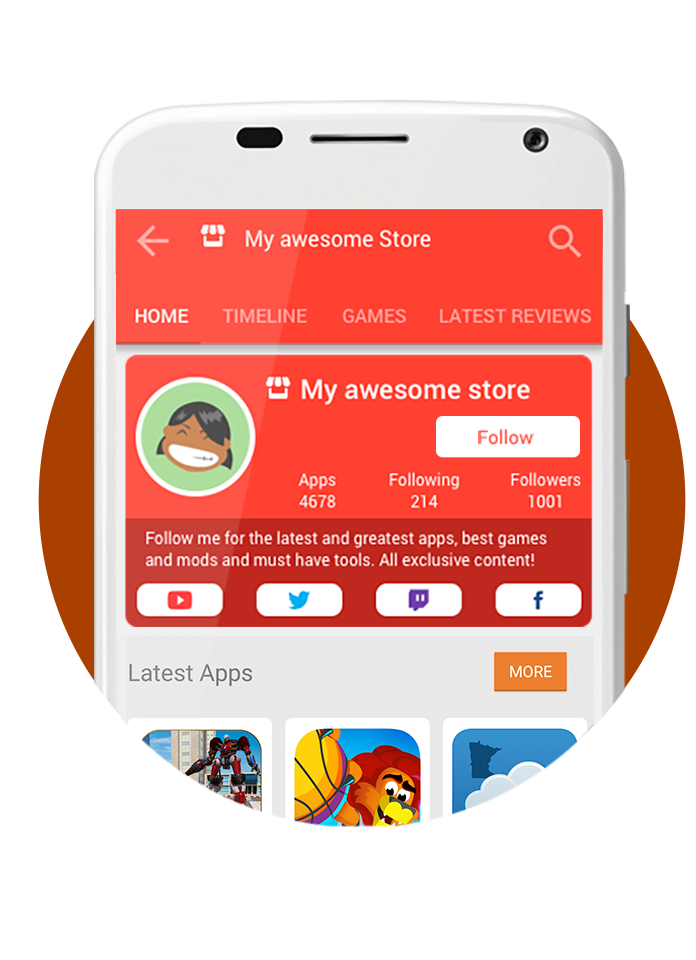 My awesome Store
HOME TIMELINE GAMES LATEST REVIEWS
My awesome store
Follow
Apps Following Followers
4678 214 1001
Follow me for the latest and greatest apps, best games
and mods and must have tools. All exclusive content!
Latest Apps MORE